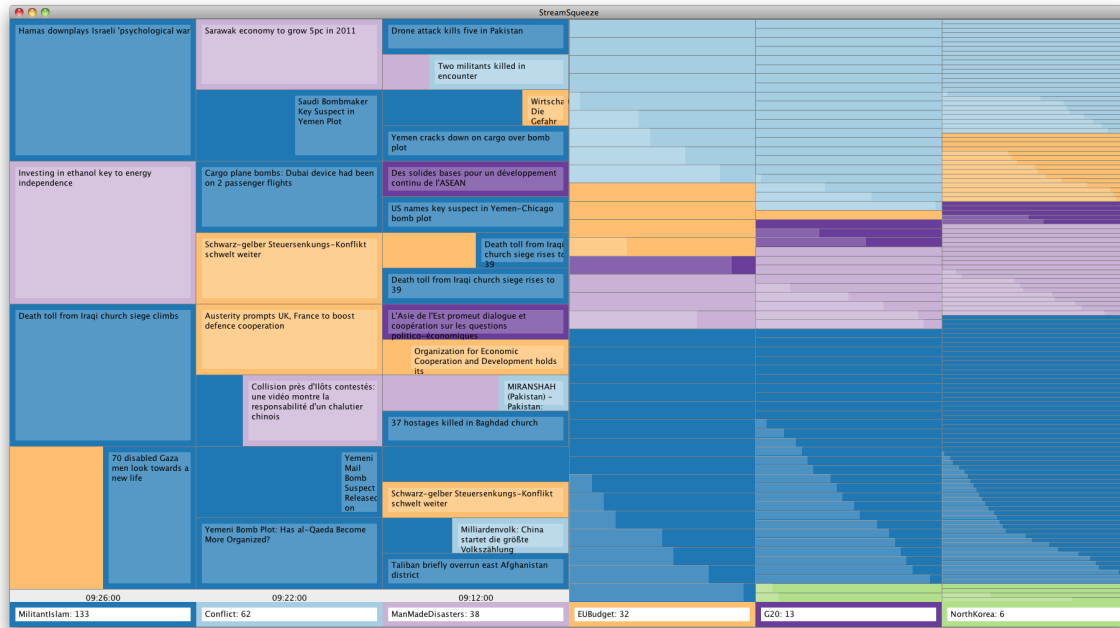 StreamSqueeze
Hamas downplays Israeli 'psychological war
Investing in ethanol key to energy
independence
Death toll from Iraqi church siege climbs
70 disabled Gaza
men look towards a
new life
Sarawak economy to grow 5pc in 2011
Saudi Bombmaker
Key Suspect in
Yemen Plot
Cargo plane bombs: Dubai device had been
on 2 passenger flights
Schwarz-gelber Steuersenkungs-Konflikt
schwelt weiter
Austerity prompts UK, France to boost
defence cooperation
Collision près d'Ilôts contestés:
une vidéo montre la
responsabilité d'un chalutier
chinois
Yemeni
Mail
Bomb
Suspect
Released
on
Yemeni Bomb Plot: Has al-Qaeda Become
More Organized?
Drone attack kills five in Pakistan
Two militants killed in
encounter
Wirtscha
Die
Gefahr
Yemen cracks down on cargo over bomb
plot
Des solides bases pour un développement
continu de l'ASEAN
US names key suspect in Yemen-Chicago
bomb plot
Death toll from Iraqi
church siege rises to
39
Death toll from Iraqi church siege rises to
39
L'Asie de l'Est promeut dialogue et
coopération sur les questions
politico-économiques
Organization for Economic
Cooperation and Development holds
its
MIRANSHAH
(Pakistan) –
Pakistan:
37 hostages killed in Baghdad church
Schwarz-gelber Steuersenkungs-Konflikt
schwelt weiter
Milliardenvolk: China
startet die größte
Volkszählung
Taliban briefly overrun east Afghanistan
district
09:26:00
09:22:00
09:12:00
MilitantIslam: 133
Conflict: 62
ManMadeDisasters: 38
EUBudget: 32
G20: 13
NorthKorea: 6